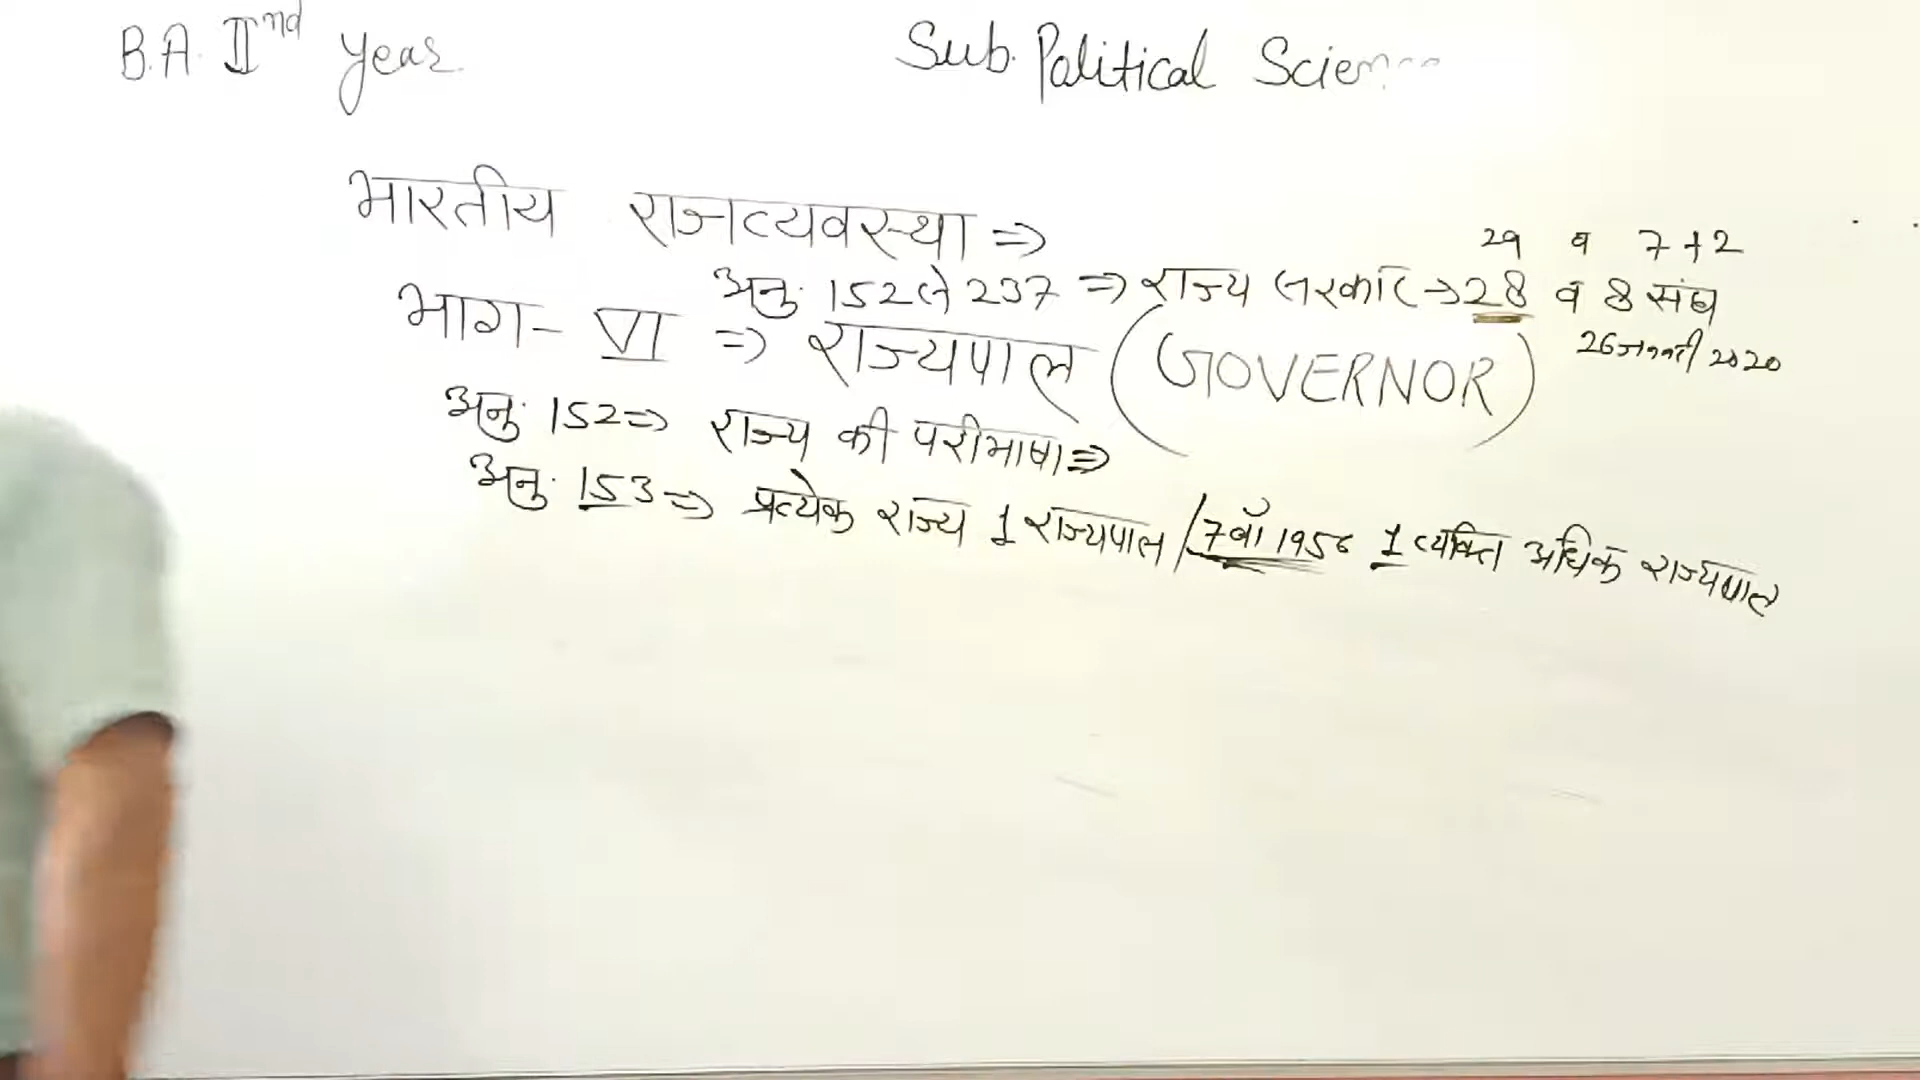 B.A. IInd year
Sub. Political Scien
भारतीय राजव्यवस्था ⇒
29 व 7+2
अनु. 152 से 237 ⇒ राज्य सरकार → 28 व 8 संघ
26 जनवरी 2020
भाग - VI ⇒ राज्यपाल (GOVERNOR)
अनु. 152 ⇒ राज्य की परीभाषा ⇒
अनु. 153 ⇒ प्रत्येक राज्य 1 राज्यपाल / 7वाँ 1956 1 व्यक्ति अधिक राज्यपाल